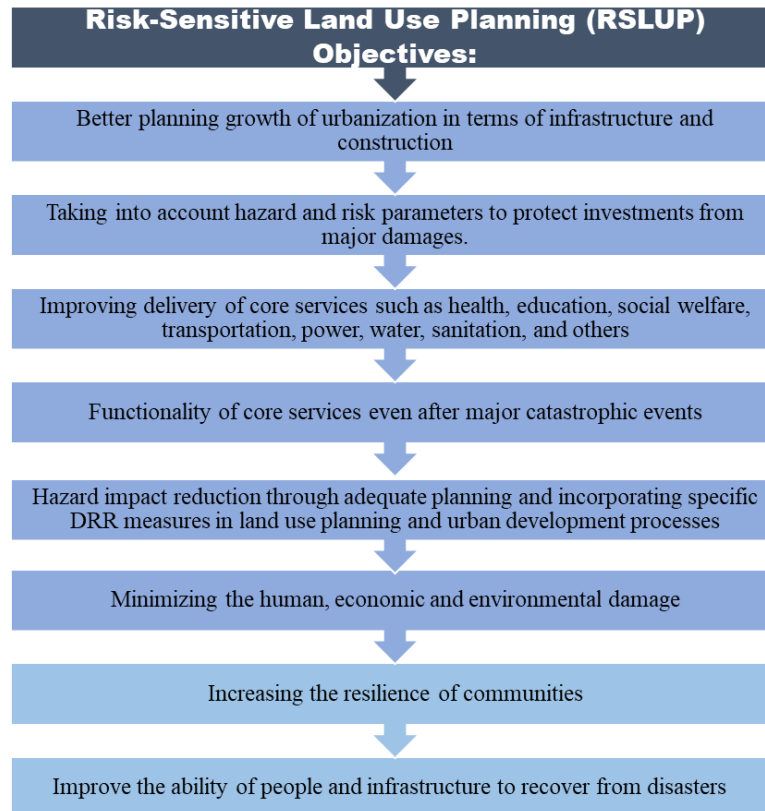 Risk-Sensitive Land Use Planning (RSLUP)
Objectives:
Better planning growth of urbanization in terms of infrastructure and
construction
Taking into account hazard and risk parameters to protect investments from
major damages.
Improving delivery of core services such as health, education, social welfare,
transportation, power, water, sanitation, and others
Functionality of core services even after major catastrophic events
Hazard impact reduction through adequate planning and incorporating specific
DRR measures in land use planning and urban development processes
Minimizing the human, economic and environmental damage
Increasing the resilience of communities
Improve the ability of people and infrastructure to recover from disasters